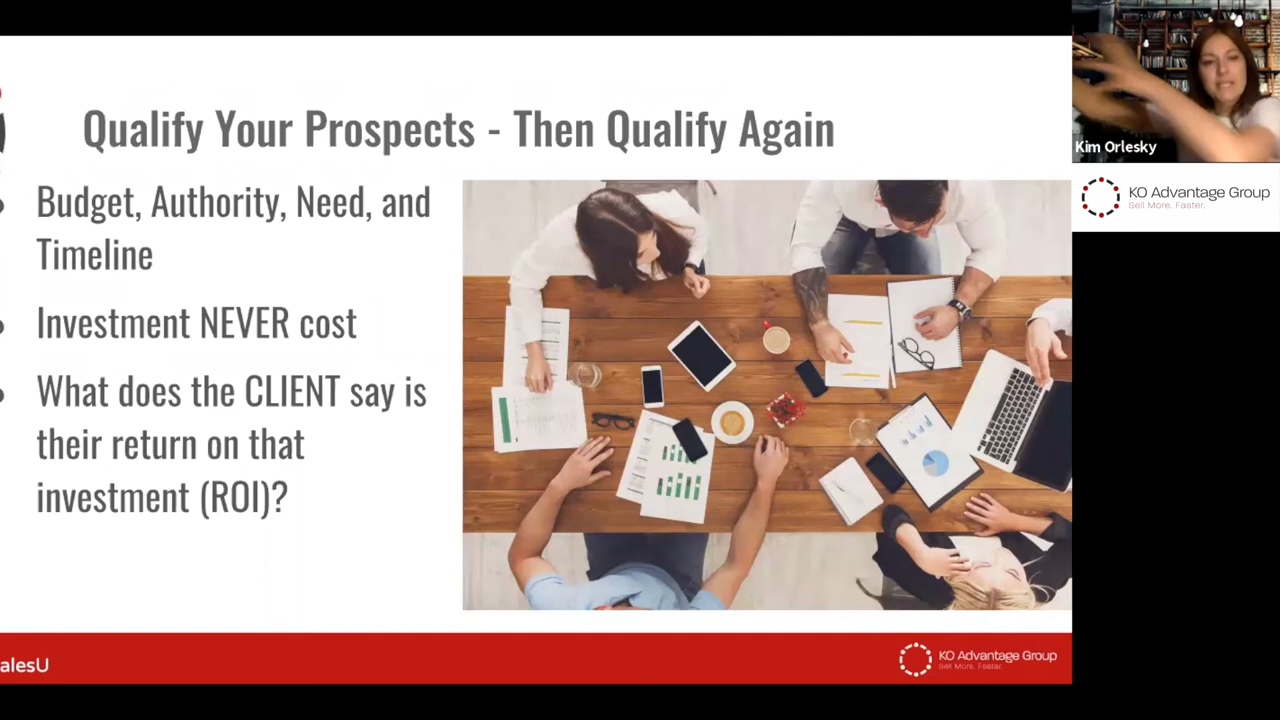 Qualify Your Prospects - Then Qualify Again
Budget, Authority, Need, and
Timeline
Investment NEVER cost
What does the CLIENT say is
their return on that
investment (ROI)?
alesU
KO Advantage Group
Sell More. Faster.
Kim Orlesky
KO Advantage Group
Sell More. Faster.